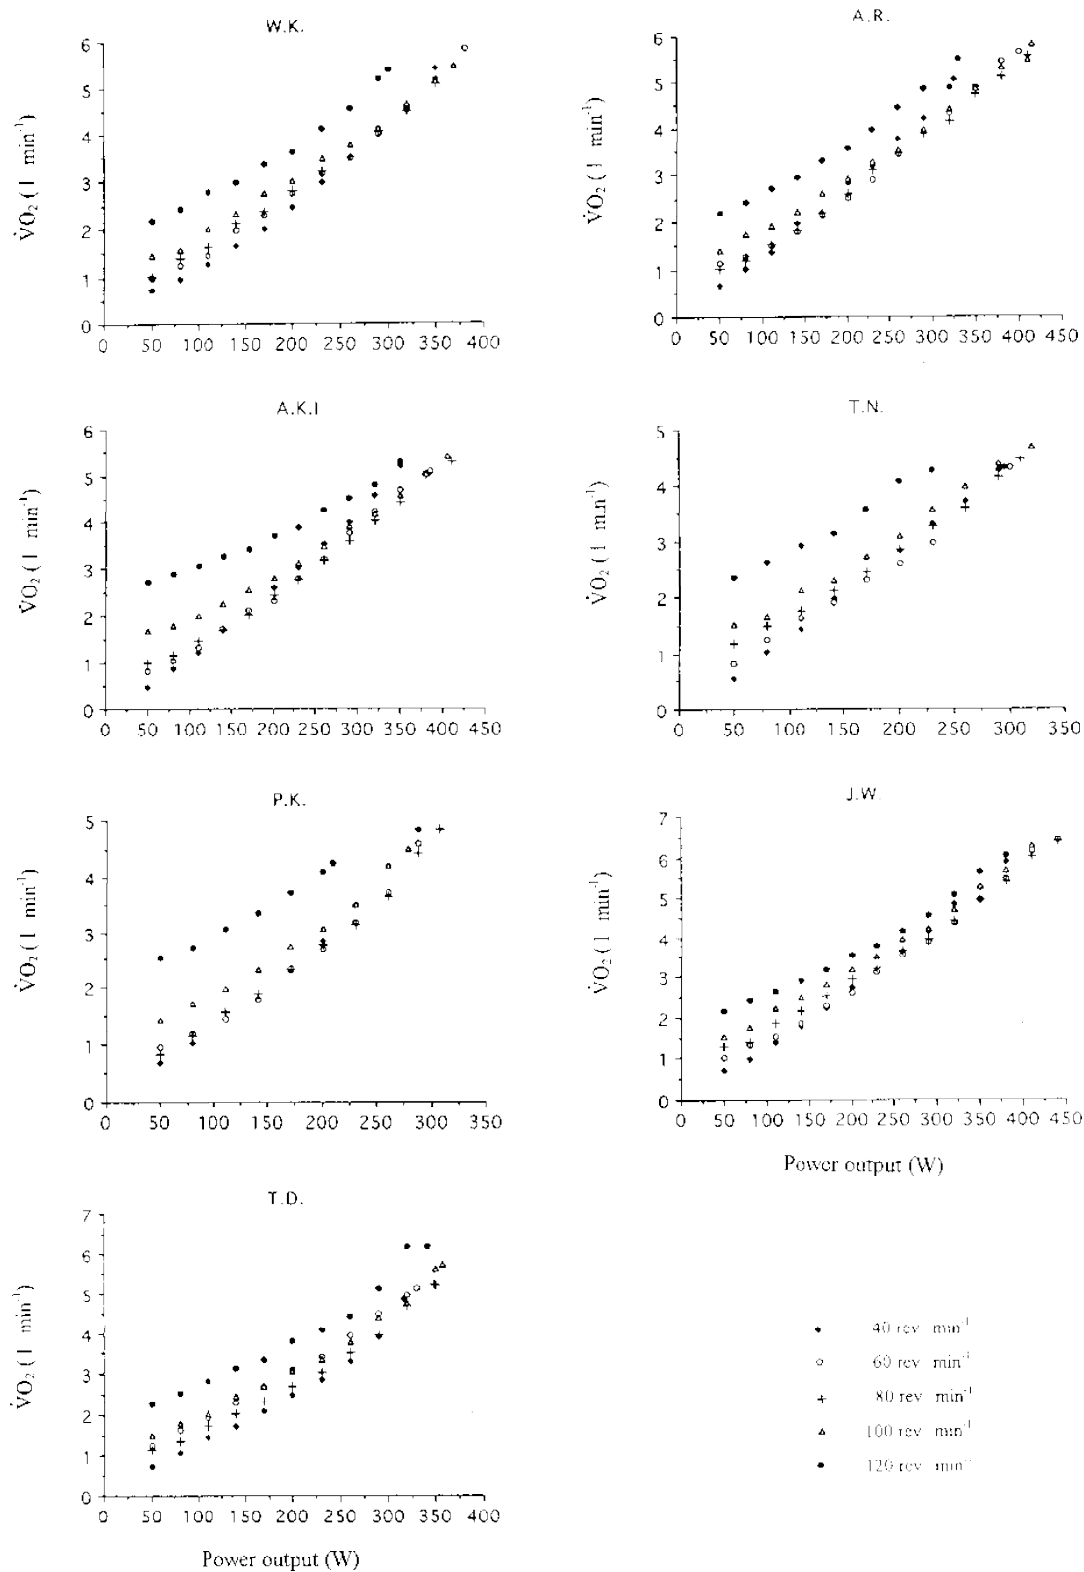 W.K.
V̇O₂ ( l min⁻¹)
6
5
4
3
2
1
0
0 50 100 150 200 250 300 350 400
A.R.
V̇O₂ ( l min⁻¹)
6
5
4
3
2
1
0
0 50 100 150 200 250 300 350 400 450
A.K.I
V̇O₂ ( l min⁻¹)
6
5
4
3
2
1
0
0 50 100 150 200 250 300 350 400 450
T.N.
V̇O₂ ( l min⁻¹)
5
4
3
2
1
0
0 50 100 150 200 250 300 350
P.K.
V̇O₂ ( l min⁻¹)
5
4
3
2
1
0
0 50 100 150 200 250 300 350
J.W.
V̇O₂ ( l min⁻¹)
7
6
5
4
3
2
1
0
0 50 100 150 200 250 300 350 400 450
Power output (W)
T.D.
V̇O₂ ( l min⁻¹)
7
6
5
4
3
2
1
0
0 50 100 150 200 250 300 350 400
Power output (W)
40 rev min⁻¹
60 rev min⁻¹
80 rev min⁻¹
100 rev min⁻¹
120 rev min⁻¹